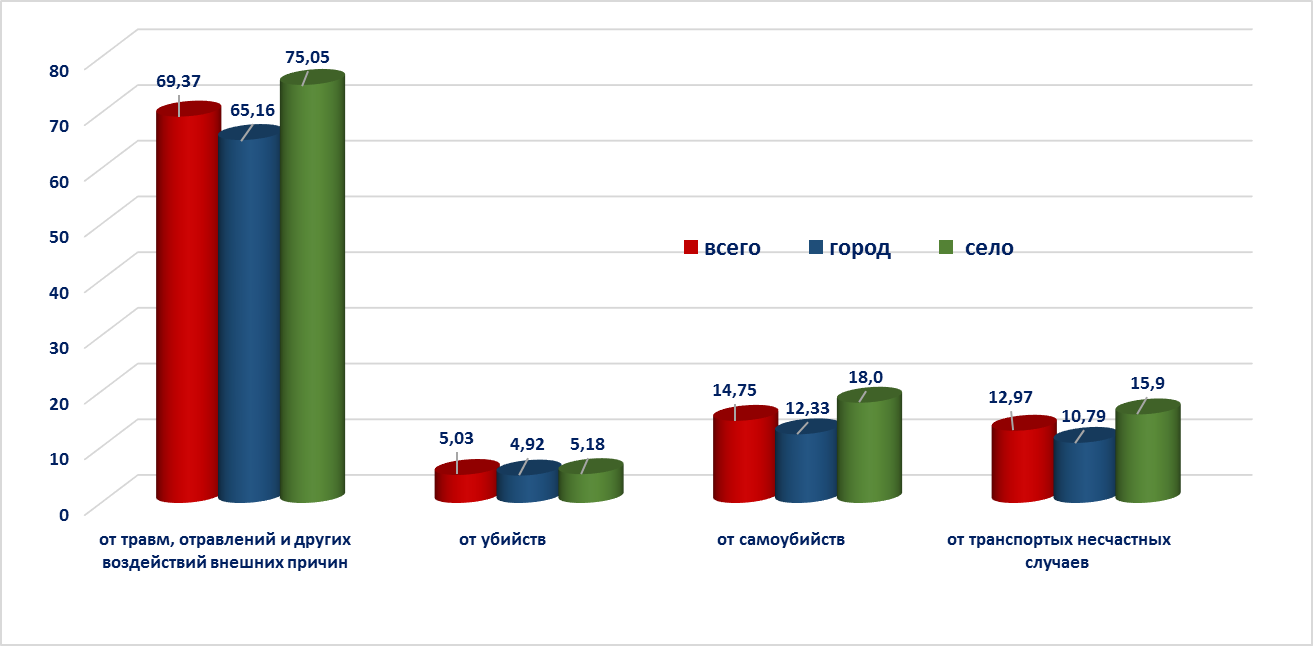 75,05
69,37
65,16
80
70
60
50
40
30
20
10
0
всего город село
5,03 4,92 5,18
14,75 12,33 18,0
12,97 10,79 15,9
от травм, отравлений и других
воздействий внешних причин
от убийств
от самоубийств
от транспортых несчастных
случаев